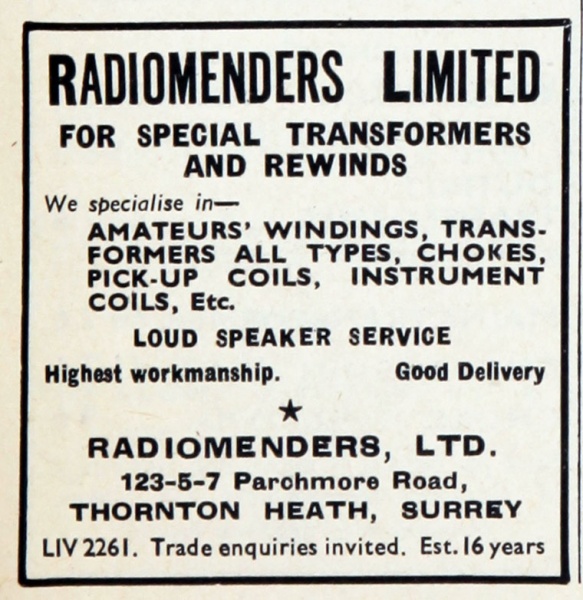 RADIOMENDERS LIMITED
FOR SPECIAL TRANSFORMERS
AND REWINDS
We specialise in—
AMATEURS' WINDINGS, TRANS-
FORMERS ALL TYPES, CHOKES,
PICK-UP COILS, INSTRUMENT
COILS, Etc.
LOUD SPEAKER SERVICE
Highest workmanship. Good Delivery
★
RADIOMENDERS, LTD.
123-5-7 Parchmore Road,
THORNTON HEATH, SURREY
LIV 2261. Trade enquiries invited. Est. 16 years